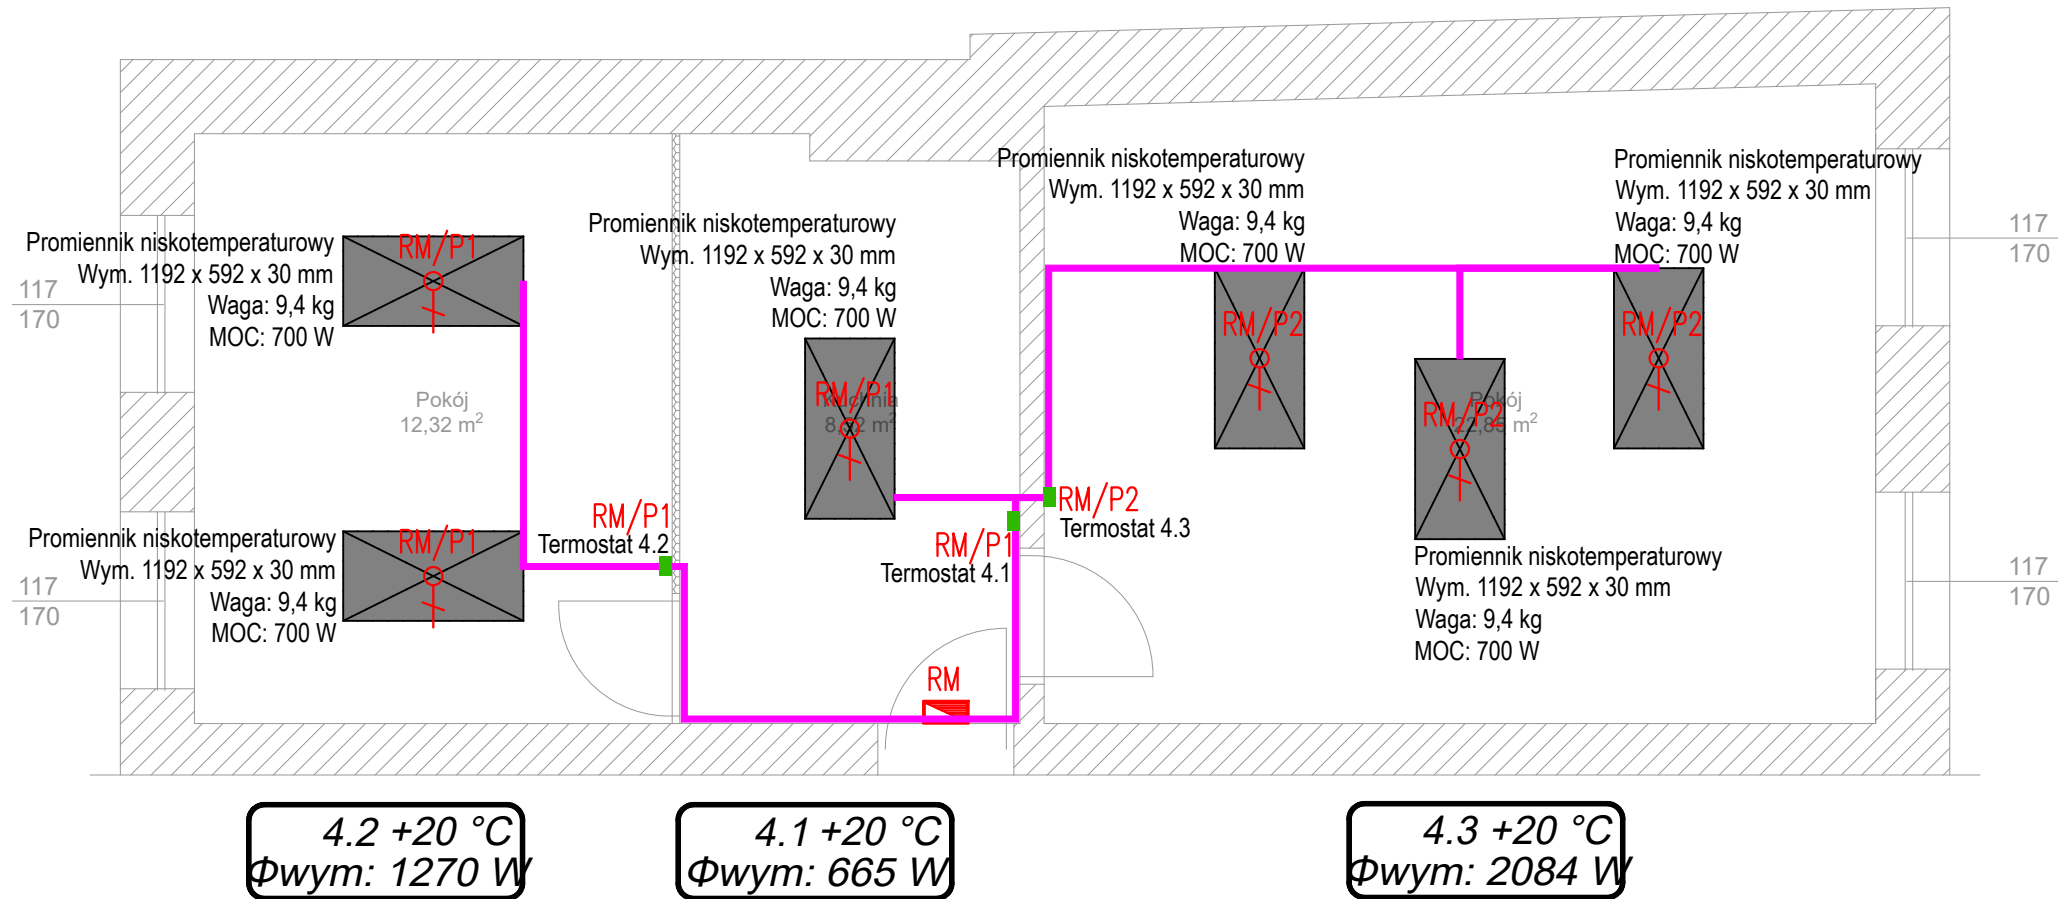 Promiennik niskotemperaturowy
Wym. 1192 x 592 x 30 mm
Waga: 9,4 kg
MOC: 700 W
RM/P1
117
170
Pokój
12,32 m²
Promiennik niskotemperaturowy
Wym. 1192 x 592 x 30 mm
Waga: 9,4 kg
MOC: 700 W
RM/P1
117
170
RM/P1
Termostat 4.2
Promiennik niskotemperaturowy
Wym. 1192 x 592 x 30 mm
Waga: 9,4 kg
MOC: 700 W
RM/P1
Kuchnia
RM/P1
Termostat 4.1
RM
Promiennik niskotemperaturowy
Wym. 1192 x 592 x 30 mm
Waga: 9,4 kg
MOC: 700 W
RM/P2
Promiennik niskotemperaturowy
Wym. 1192 x 592 x 30 mm
Waga: 9,4 kg
MOC: 700 W
RM/P2
117
170
RM/P2
Pokój
RM/P2
Termostat 4.3
Promiennik niskotemperaturowy
Wym. 1192 x 592 x 30 mm
Waga: 9,4 kg
MOC: 700 W
117
170
4.2 +20 °C
Φwym: 1270 W
4.1 +20 °C
Φwym: 665 W
4.3 +20 °C
Φwym: 2084 W